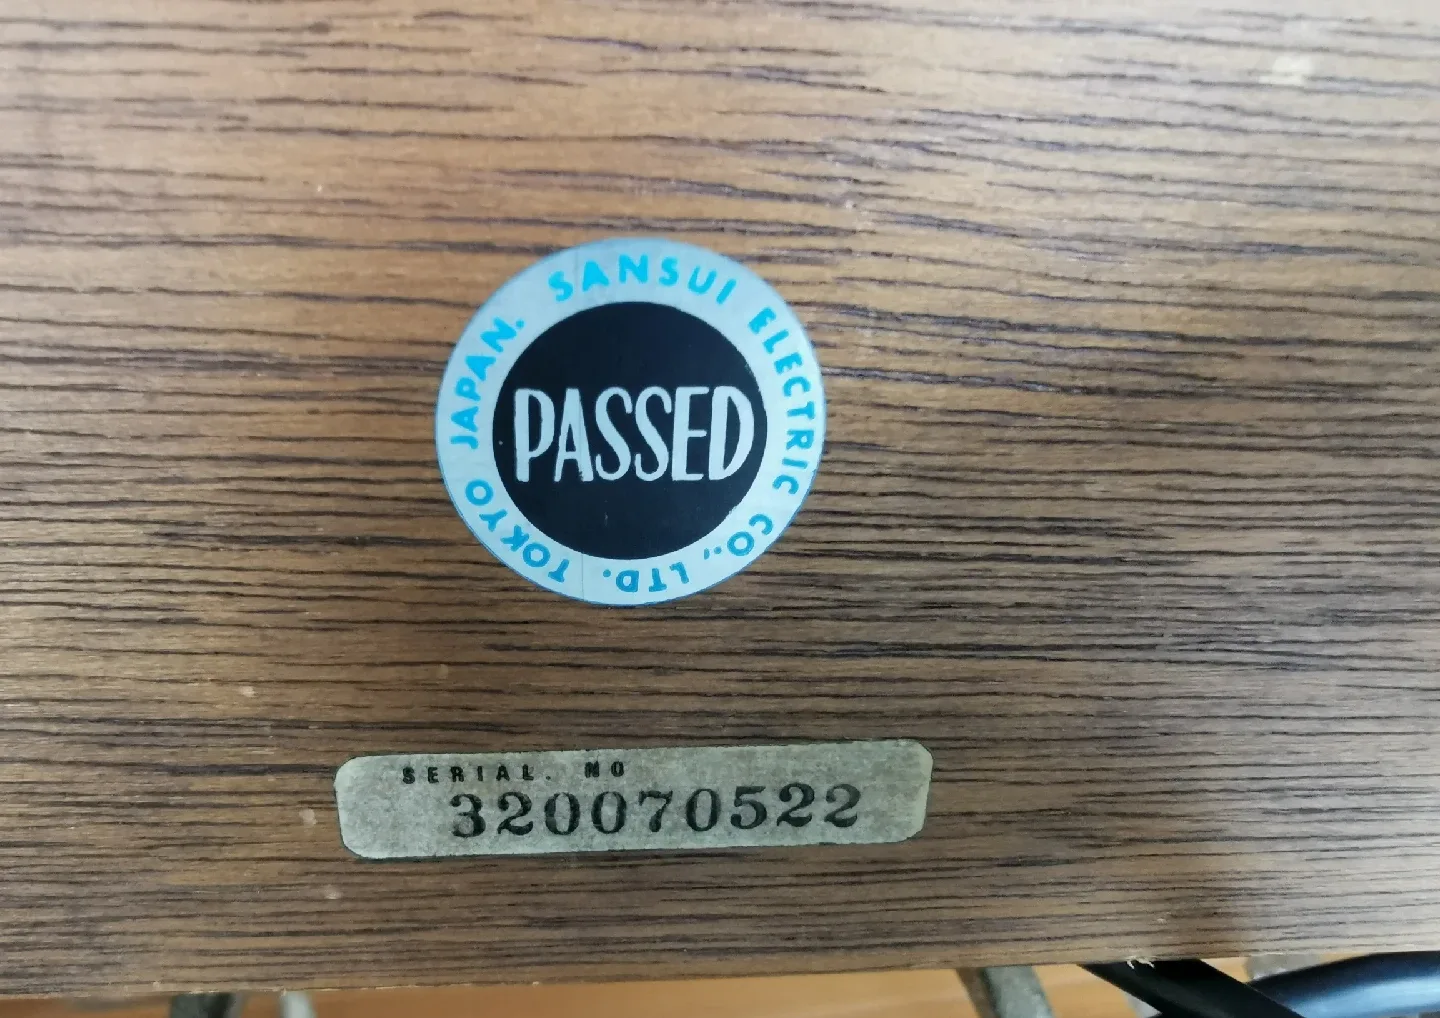 SANSUI ELECTRIC CO., LTD. TOKYO JAPAN.
PASSED
SERIAL. NO
320070522